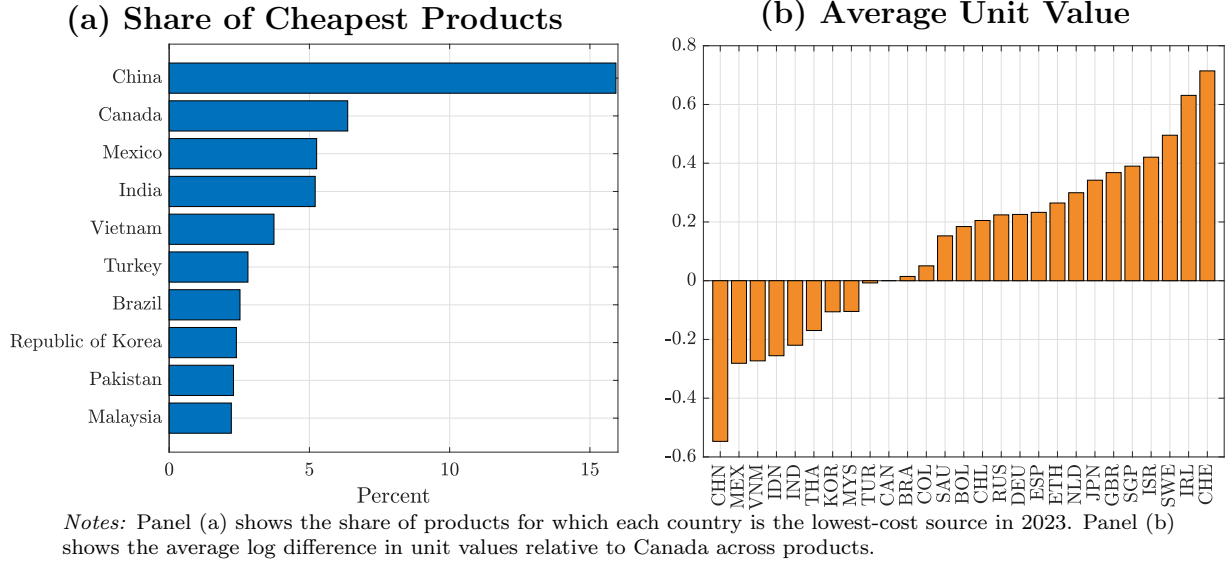 (a) Share of Cheapest Products
China
Canada
Mexico
India
Vietnam
Turkey
Brazil
Republic of Korea
Pakistan
Malaysia
0 5 10 15
Percent
(b) Average Unit Value
0.8
0.6
0.4
0.2
0
-0.2
-0.4
-0.6
CHN MEX VNM IDN IND THA KOR MYS TUR CAN BRA COL SAU BOL CHL RUS DEU ESP ETH NLD JPN GBR SGP ISR SWE IRL CHE
Notes: Panel (a) shows the share of products for which each country is the lowest-cost source in 2023. Panel (b)
shows the average log difference in unit values relative to Canada across products.